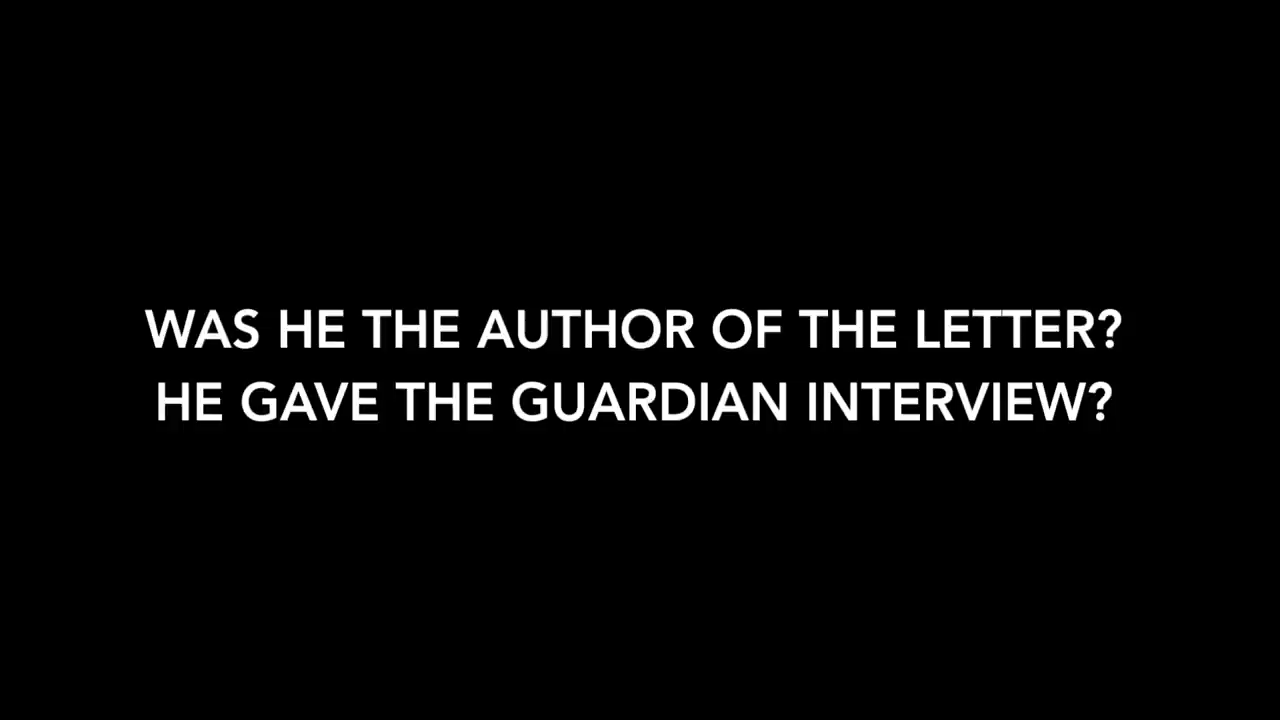 WAS HE THE AUTHOR OF THE LETTER?
HE GAVE THE GUARDIAN INTERVIEW?